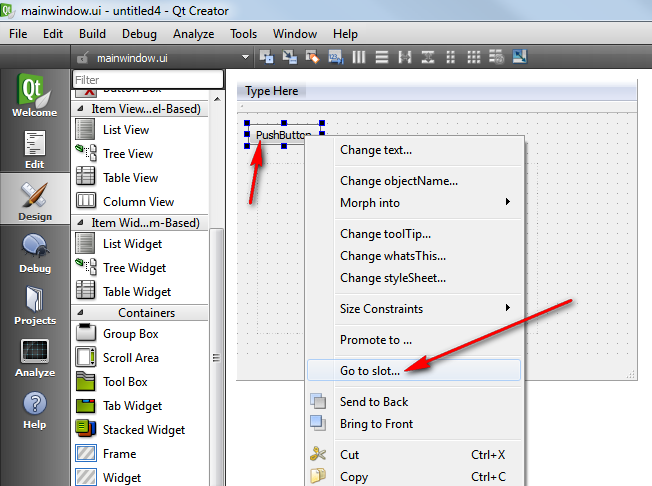 mainwindow.ui - untitled4 - Qt Creator
File Edit Build Debug Analyze Tools Window Help
mainwindow.ui
Qt
Welcome
Edit
Design
Debug
Projects
Analyze
Help
Filter
Button Box
Item View...el-Based)
List View
Tree View
Table View
Column View
Item Wid...m-Based)
List Widget
Tree Widget
Table Widget
Containers
Group Box
Scroll Area
Tool Box
Tab Widget
Stacked Widget
Frame
Widget
Type Here
PushButton
Change text...
Change objectName...
Morph into
Change toolTip...
Change whatsThis...
Change styleSheet...
Size Constraints
Promote to ...
Go to slot...
Send to Back
Bring to Front
Cut Ctrl+X
Copy Ctrl+C